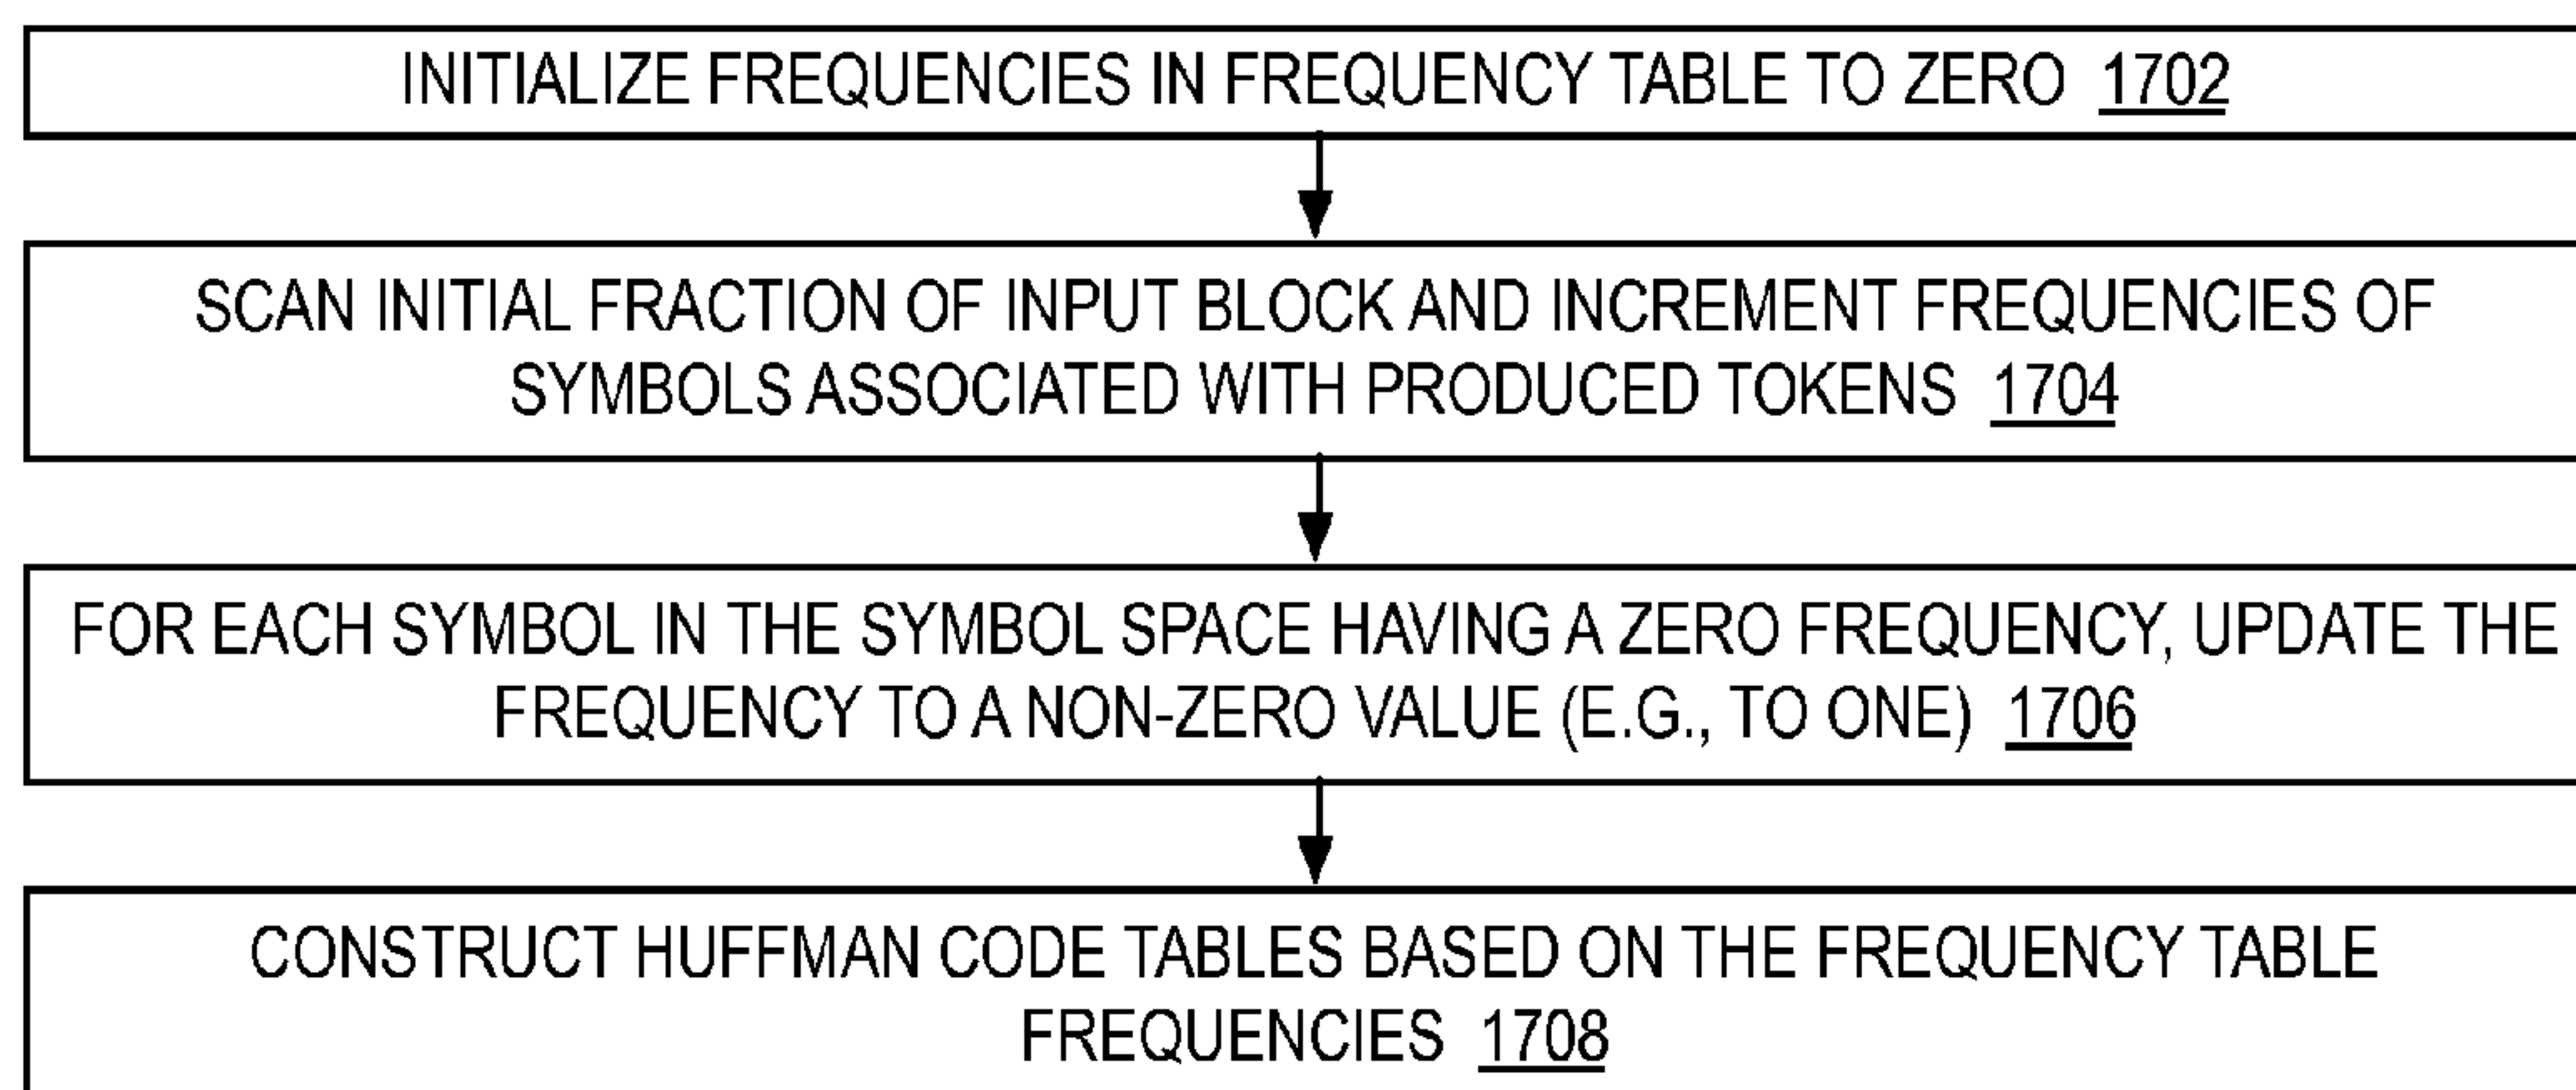 INITIALIZE FREQUENCIES IN FREQUENCY TABLE TO ZERO 1702
SCAN INITIAL FRACTION OF INPUT BLOCK AND INCREMENT FREQUENCIES OF
SYMBOLS ASSOCIATED WITH PRODUCED TOKENS 1704
FOR EACH SYMBOL IN THE SYMBOL SPACE HAVING A ZERO FREQUENCY, UPDATE THE
FREQUENCY TO A NON-ZERO VALUE (E.G., TO ONE) 1706
CONSTRUCT HUFFMAN CODE TABLES BASED ON THE FREQUENCY TABLE
FREQUENCIES 1708